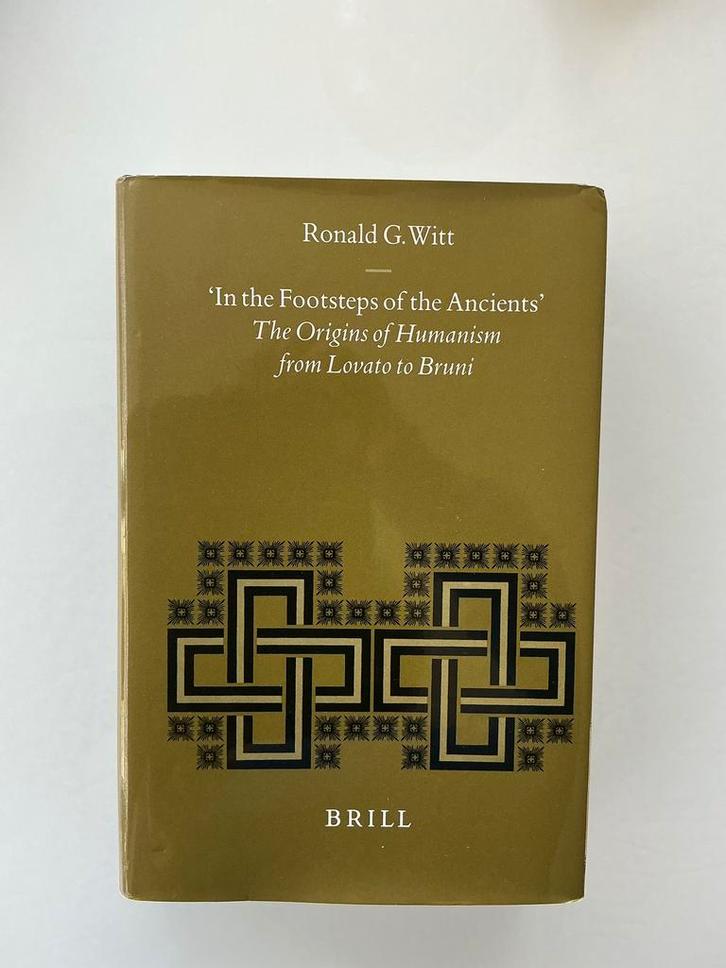 Ronald G. Witt
‘In the Footsteps of the Ancients’
The Origins of Humanism
from Lovato to Bruni
BRILL